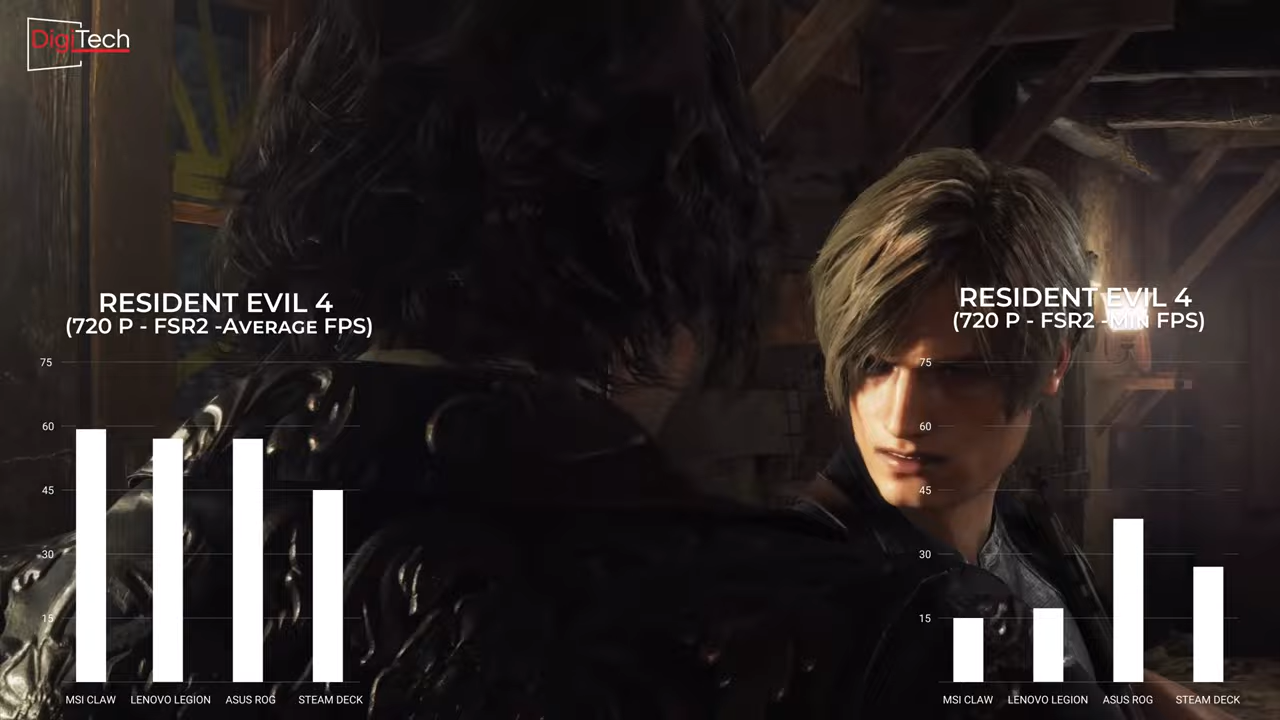 DigiTech
RESIDENT EVIL 4
(720 P - FSR2 -AVERAGE FPS)
75
60
45
30
15
MSI CLAW
LENOVO LEGION
ASUS ROG
STEAM DECK
RESIDENT EVIL 4
(720 P - FSR2 -MIN FPS)
75
60
45
30
15
MSI CLAW
LENOVO LEGION
ASUS ROG
STEAM DECK